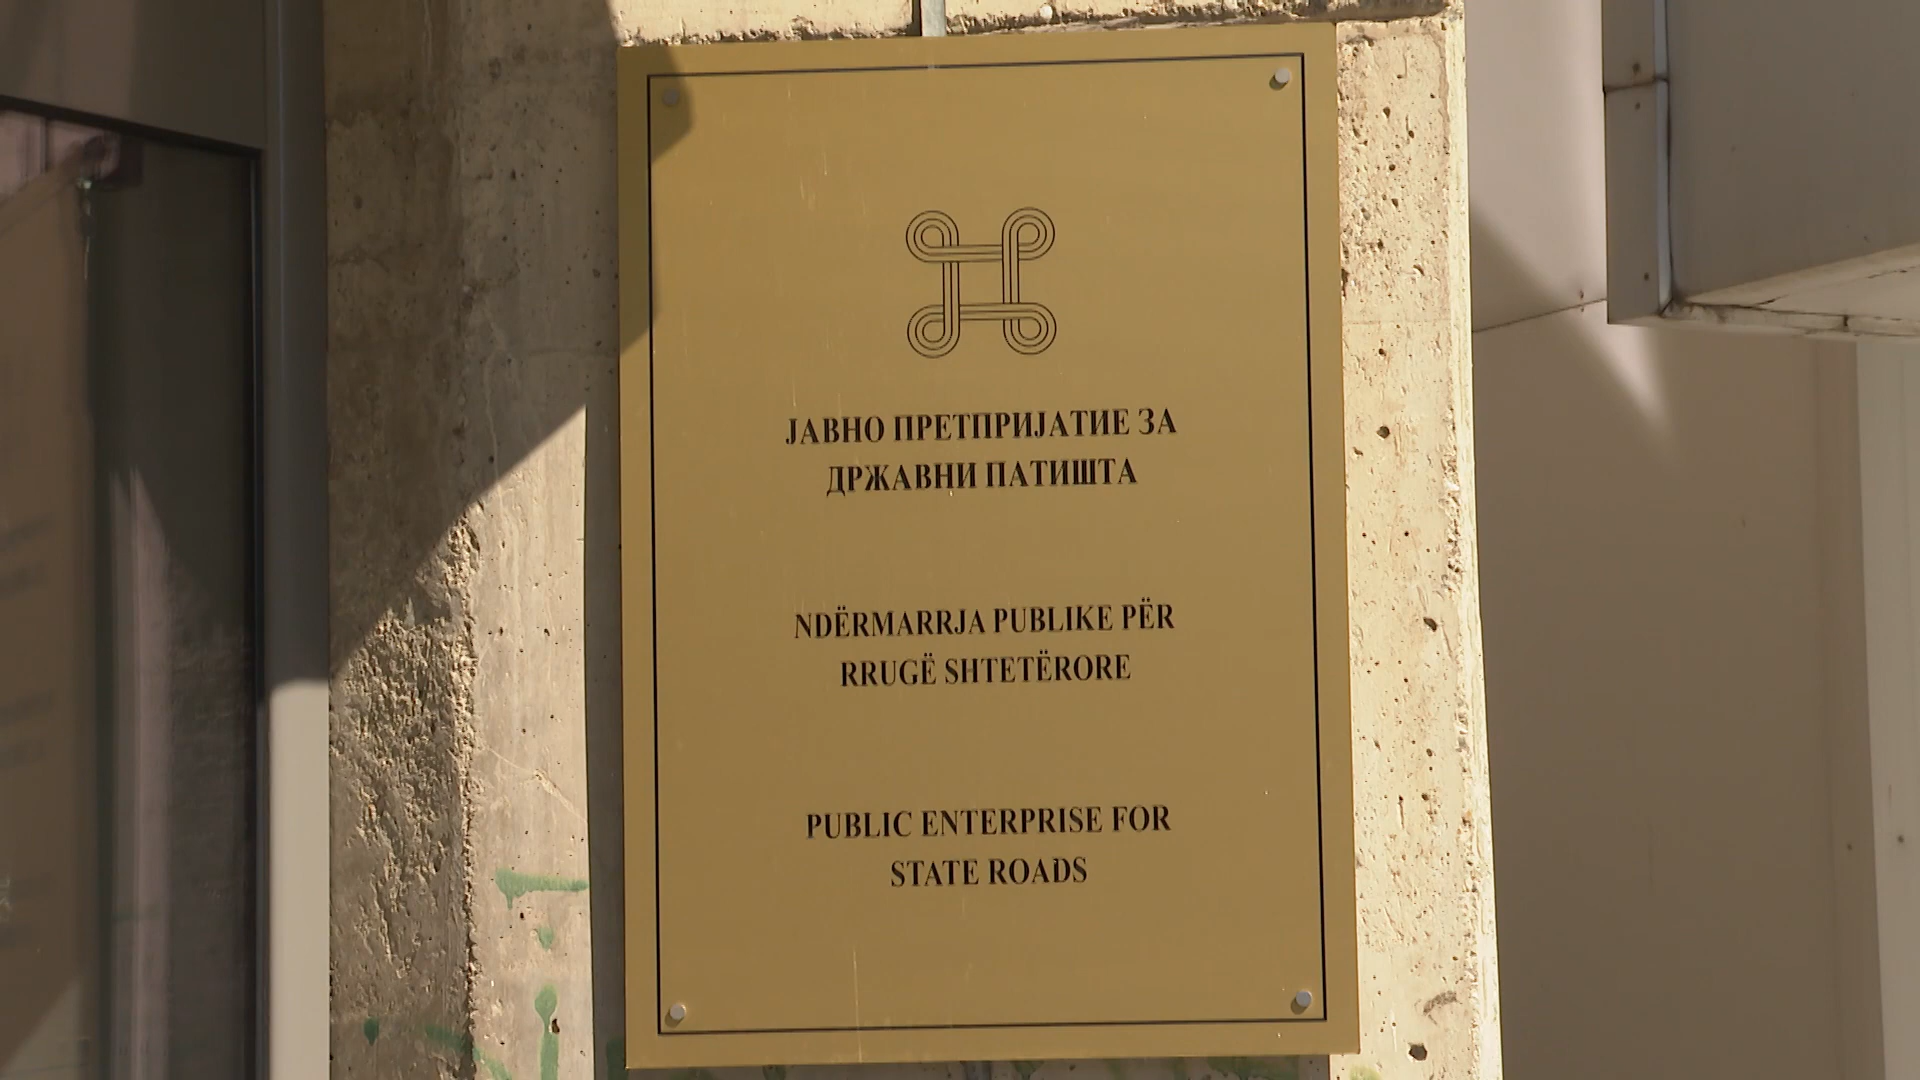 ЈАВНО ПРЕТПРИЈАТИЕ ЗА
ДРЖАВНИ ПАТИШТА
NDËRMARRJA PUBLIKE PËR
RRUGË SHTETËRORE
PUBLIC ENTERPRISE FOR
STATE ROADS